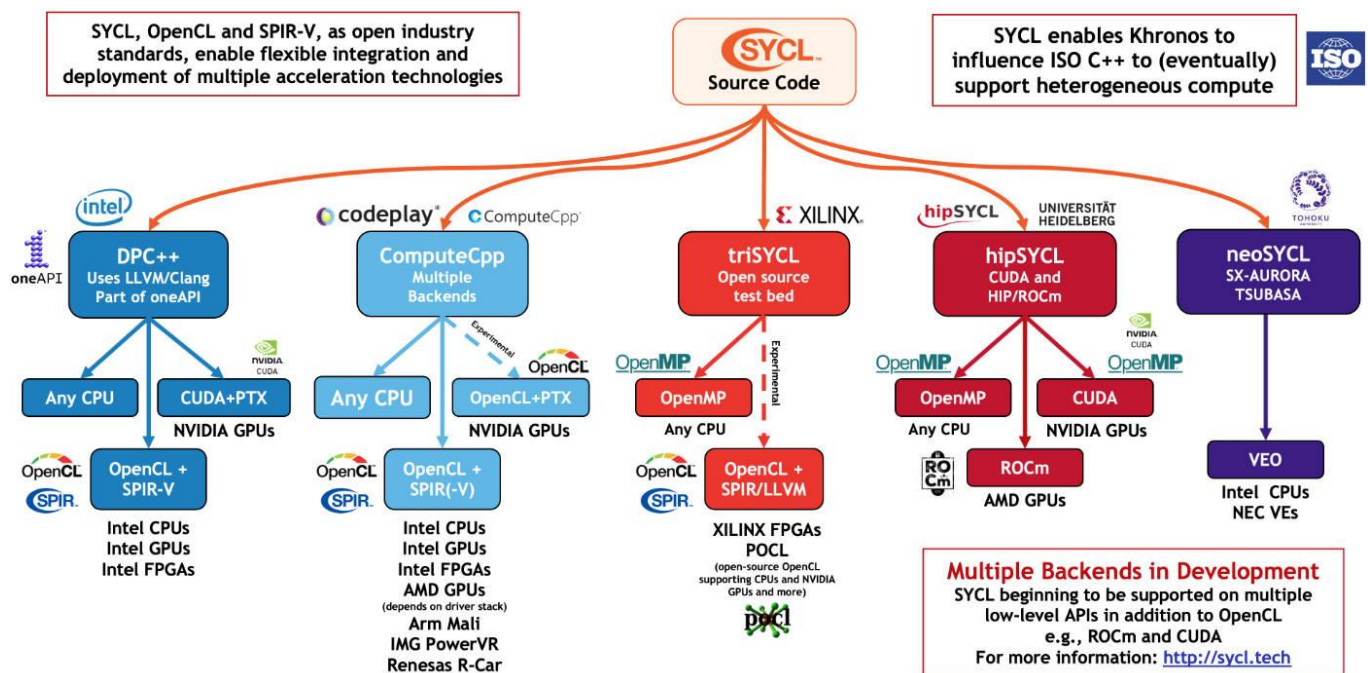 SYCL, OpenCL and SPIR-V, as open industry
standards, enable flexible integration and
deployment of multiple acceleration technologies
SYCL™
Source Code
SYCL enables Khronos to
influence ISO C++ to (eventually)
support heterogeneous compute
ISO
oneAPI
intel
DPC++
Uses LLVM/Clang
Part of oneAPI
NVIDIA
CUDA
Any CPU
CUDA+PTX
NVIDIA GPUs
OpenCL
SPIR™
OpenCL +
SPIR-V
Intel CPUs
Intel GPUs
Intel FPGAs
codeplay®
ComputeCpp™
ComputeCpp
Multiple
Backends
Experimental
OpenCL
Any CPU
OpenCL+PTX
NVIDIA GPUs
OpenCL
SPIR™
OpenCL +
SPIR(-V)
Intel CPUs
Intel GPUs
Intel FPGAs
AMD GPUs
(depends on driver stack)
Arm Mali
IMG PowerVR
Renesas R-Car
XILINX®
triSYCL
Open source
test bed
Experimental
OpenMP
OpenMP
Any CPU
OpenCL
SPIR™
OpenCL +
SPIR/LLVM
XILINX FPGAs
POCL
(open-source OpenCL
supporting CPUs and NVIDIA
GPUs and more)
pocl
hipSYCL
UNIVERSITÄT
HEIDELBERG
hipSYCL
CUDA and
HIP/ROCm
NVIDIA
CUDA
OpenMP
OpenMP
OpenMP
Any CPU
CUDA
NVIDIA GPUs
ROCm
ROCm
AMD GPUs
TOHOKU
UNIVERSITY
neoSYCL
SX-AURORA
TSUBASA
VEO
Intel CPUs
NEC VEs
Multiple Backends in Development
SYCL beginning to be supported on multiple
low-level APIs in addition to OpenCL
e.g., ROCm and CUDA
For more information: http://sycl.tech